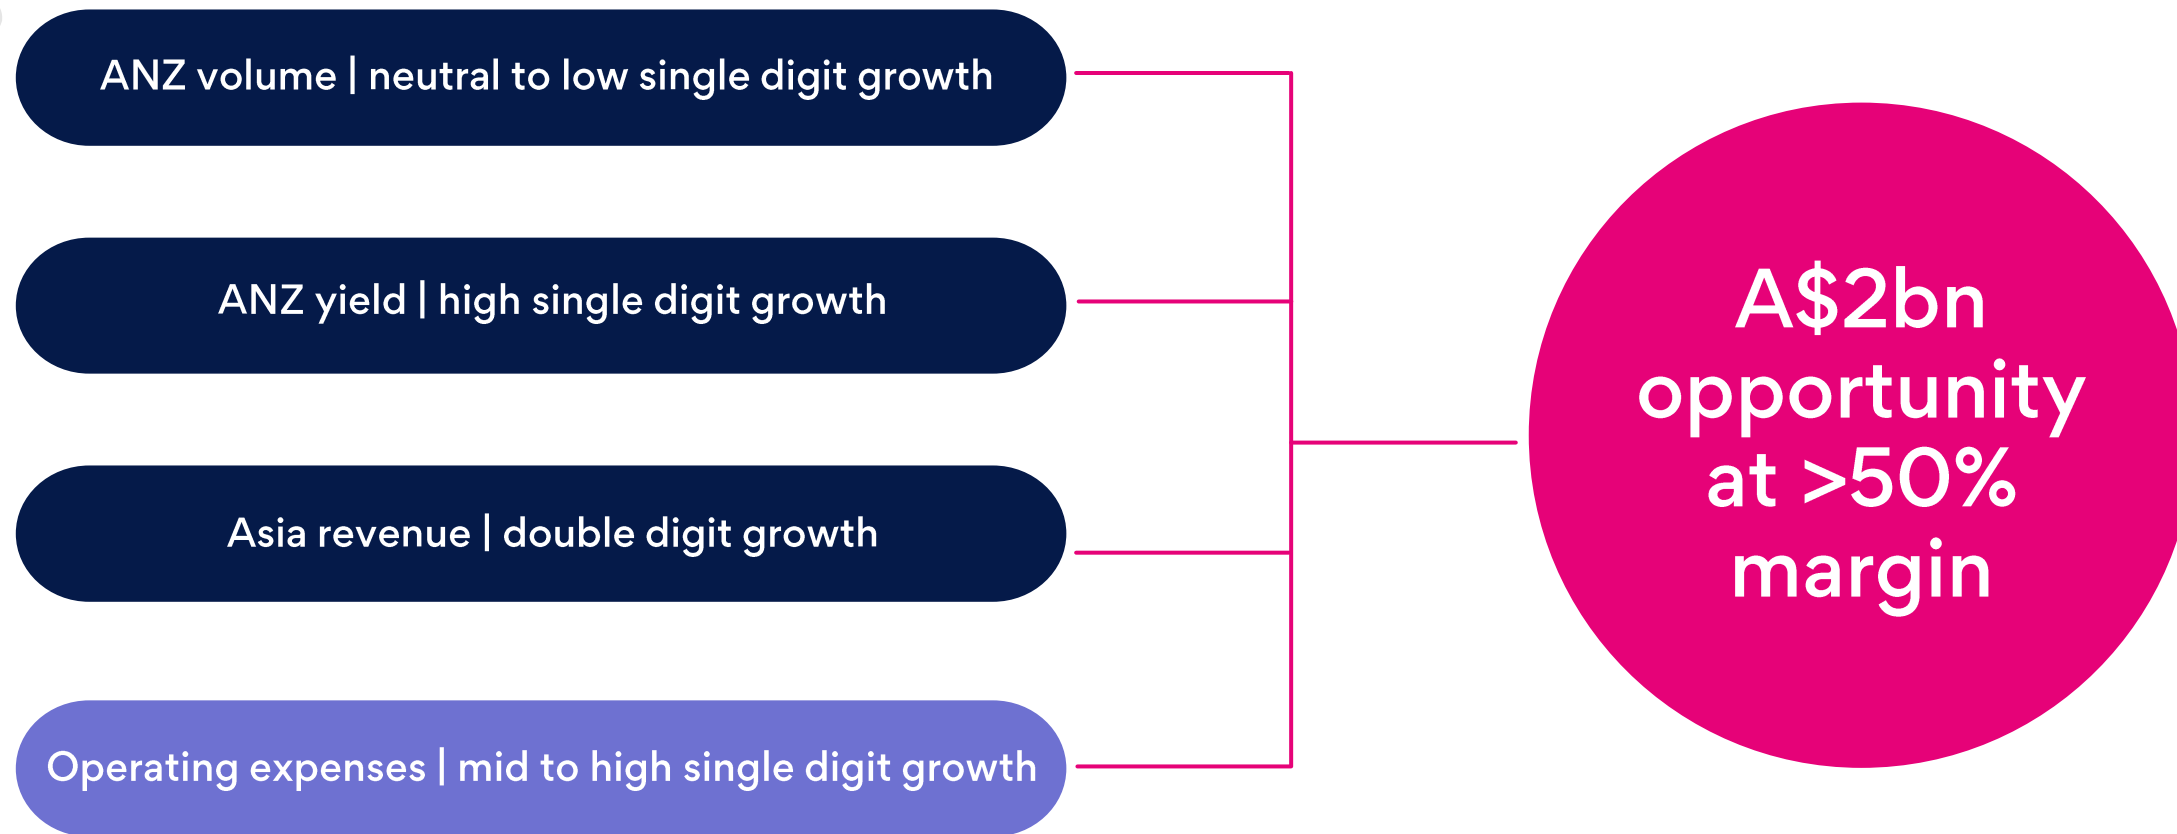 ANZ volume | neutral to low single digit growth
ANZ yield | high single digit growth
Asia revenue | double digit growth
Operating expenses | mid to high single digit growth
A$2bn
opportunity
at >50%
margin